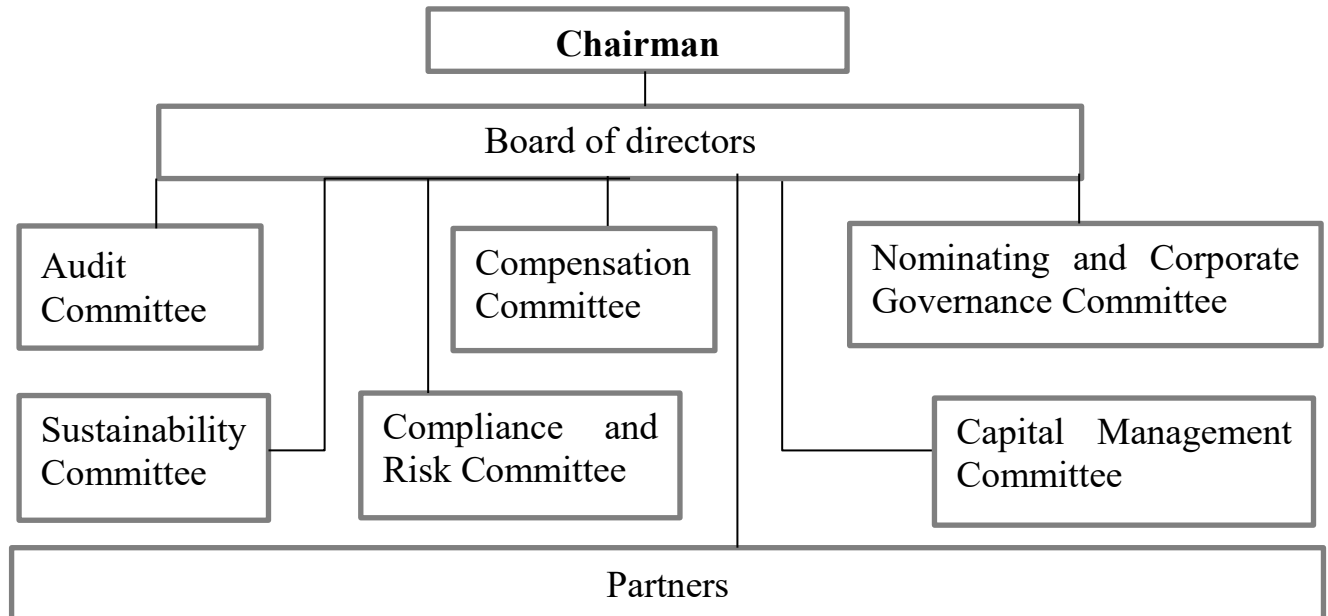 Chairman
Board of directors
Audit
Committee
Compensation
Committee
Nominating and Corporate
Governance Committee
Sustainability
Committee
Compliance and
Risk Committee
Capital Management
Committee
Partners